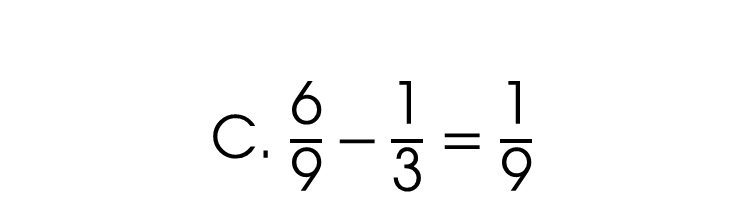 C. 6/9 − 1/3 = 1/9